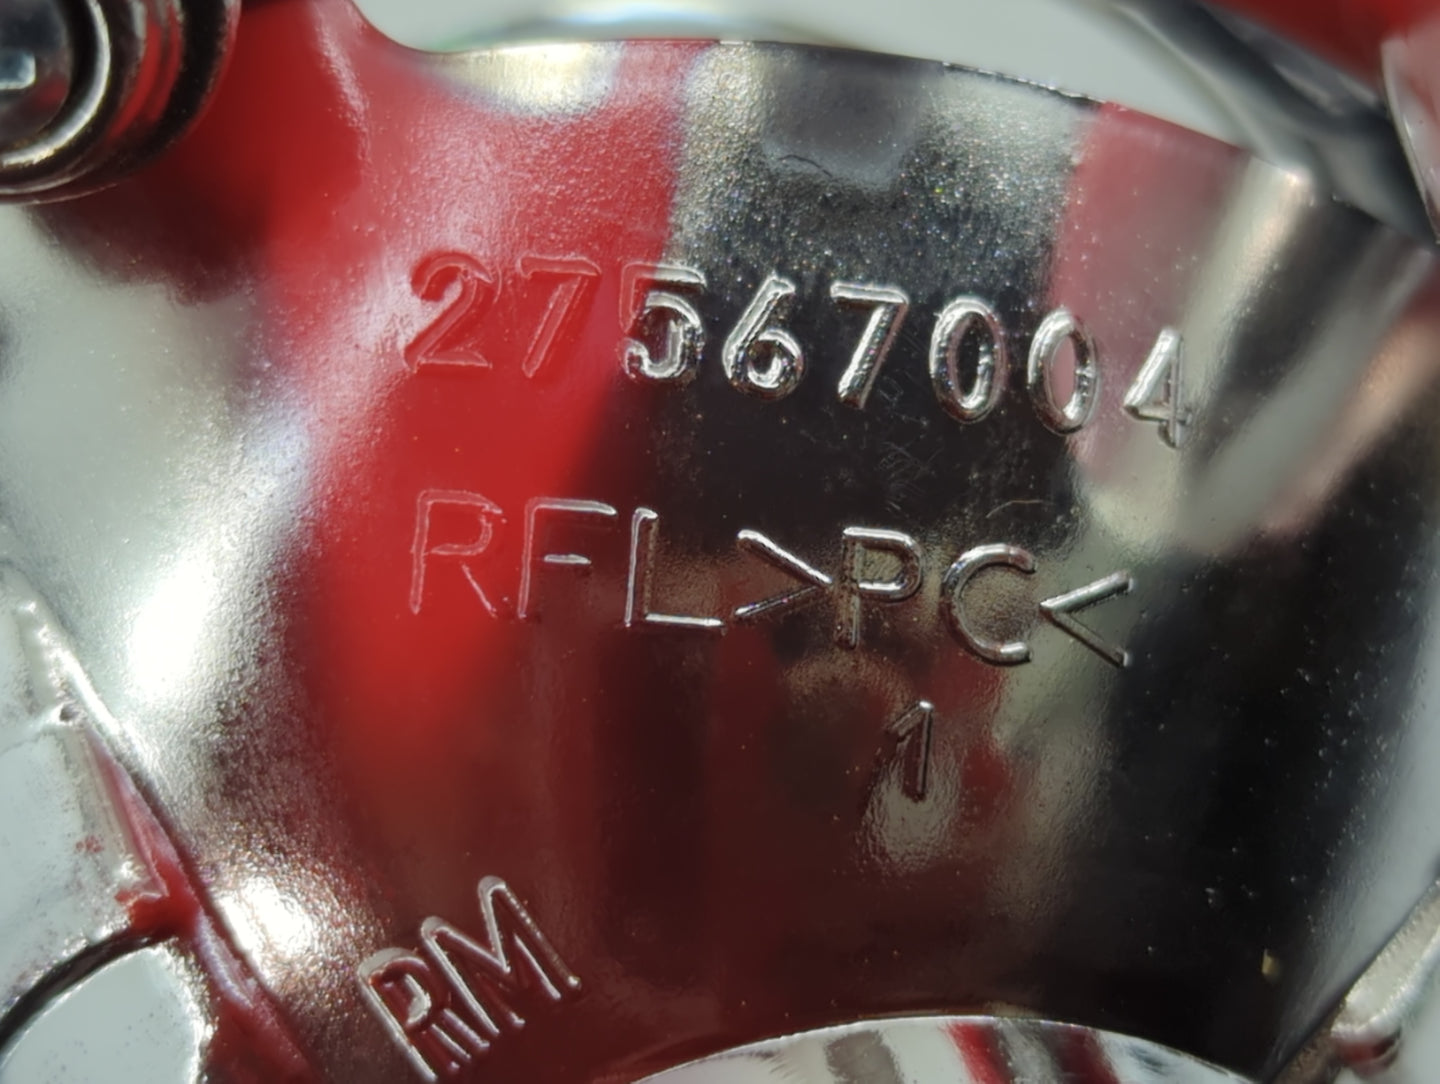 27567004
RFL>PC<
1
RM